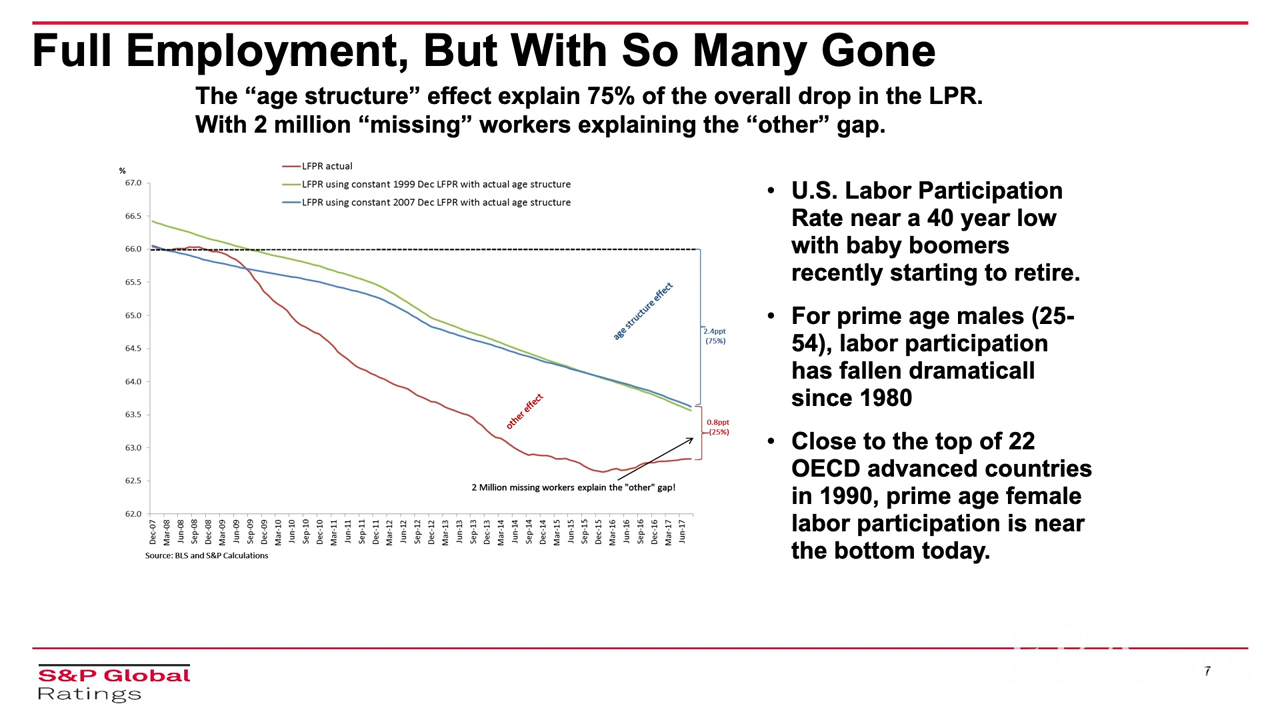 Full Employment, But With So Many Gone
The “age structure” effect explain 75% of the overall drop in the LPR.
With 2 million “missing” workers explaining the “other” gap.
%
LFPR actual
LFPR using constant 1999 Dec LFPR with actual age structure
LFPR using constant 2007 Dec LFPR with actual age structure
67.0
66.5
66.0
65.5
65.0
64.5
64.0
63.5
63.0
62.5
62.0
age structure effect
other effect
2.4ppt
(75%)
0.8ppt
(25%)
2 Million missing workers explain the "other" gap!
Dec-07
Mar-08
Jun-08
Sep-08
Dec-08
Mar-09
Jun-09
Sep-09
Dec-09
Mar-10
Jun-10
Sep-10
Dec-10
Mar-11
Jun-11
Sep-11
Dec-11
Mar-12
Jun-12
Sep-12
Dec-12
Mar-13
Jun-13
Sep-13
Dec-13
Mar-14
Jun-14
Sep-14
Dec-14
Mar-15
Jun-15
Sep-15
Dec-15
Mar-16
Jun-16
Sep-16
Dec-16
Mar-17
Jun-17
Source: BLS and S&P Calculations
• U.S. Labor Participation
Rate near a 40 year low
with baby boomers
recently starting to retire.
• For prime age males (25-
54), labor participation
has fallen dramaticall
since 1980
• Close to the top of 22
OECD advanced countries
in 1990, prime age female
labor participation is near
the bottom today.
S&P Global
Ratings
7